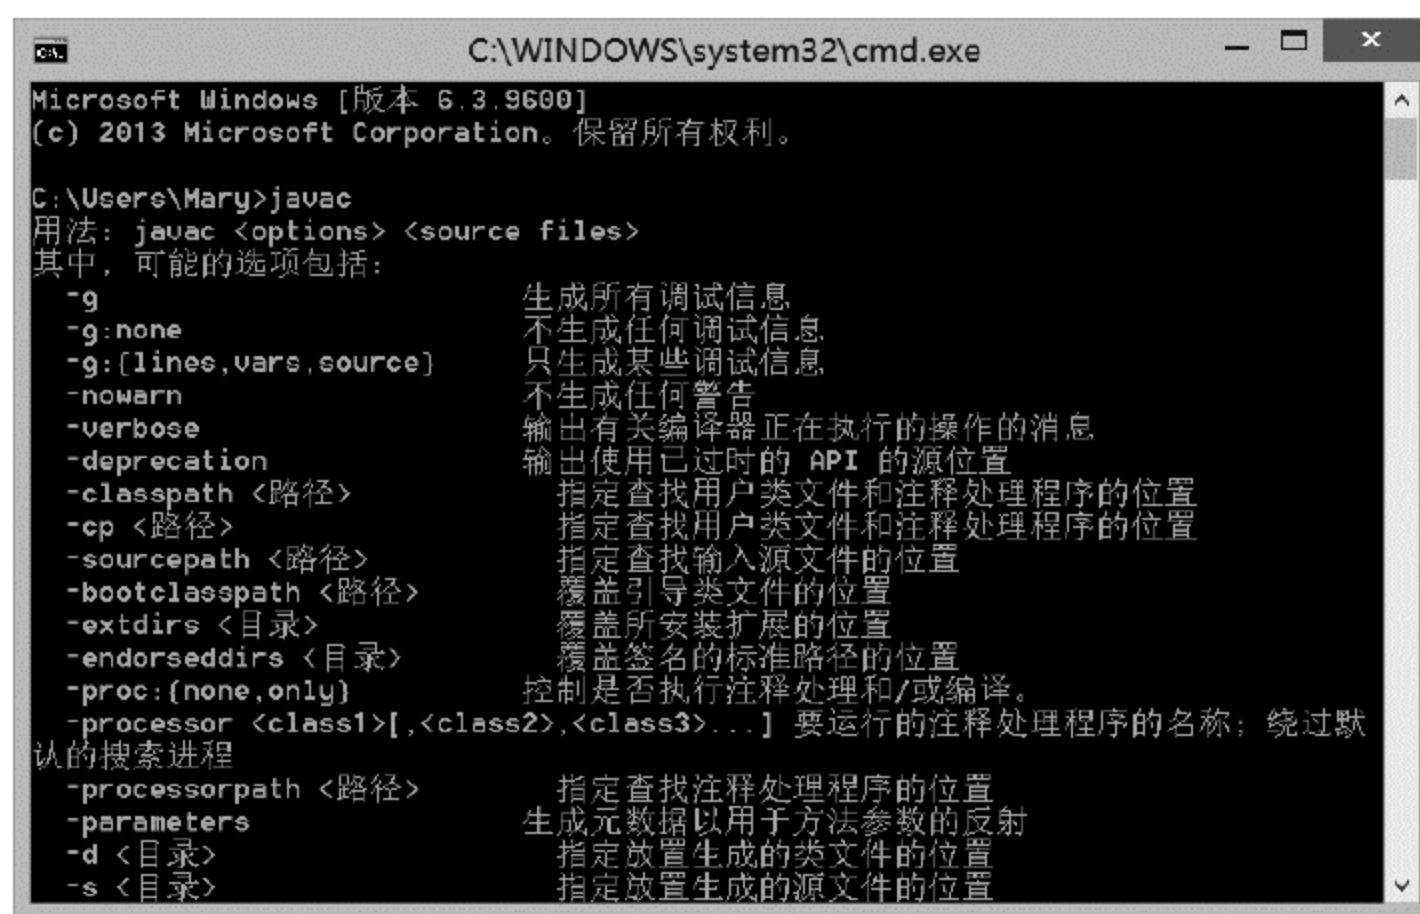 C:\WINDOWS\system32\cmd.exe
Microsoft Windows [版本 6.3.9600]
(c) 2013 Microsoft Corporation。保留所有权利。
C:\Users\Mary>javac
用法: javac <options> <source files>
其中, 可能的选项包括:
-g 生成所有调试信息
-g:none 不生成任何调试信息
-g:{lines,vars,source} 只生成某些调试信息
-nowarn 不生成任何警告
-verbose 输出有关编译器正在执行的操作的消息
-deprecation 输出使用已过时的 API 的源位置
-classpath <路径> 指定查找用户类文件和注释处理程序的位置
-cp <路径> 指定查找用户类文件和注释处理程序的位置
-sourcepath <路径> 指定查找输入源文件的位置
-bootclasspath <路径> 覆盖引导类文件的位置
-extdirs <目录> 覆盖所安装扩展的位置
-endorseddirs <目录> 覆盖签名的标准路径的位置
-proc:{none,only} 控制是否执行注释处理和/或编译。
-processor <class1>[,<class2>,<class3>...] 要运行的注释处理程序的名称; 绕过默
认的搜索进程
-processorpath <路径> 指定查找注释处理程序的位置
-parameters 生成元数据以用于方法参数的反射
-d <目录> 指定放置生成的类文件的位置
-s <目录> 指定放置生成的源文件的位置